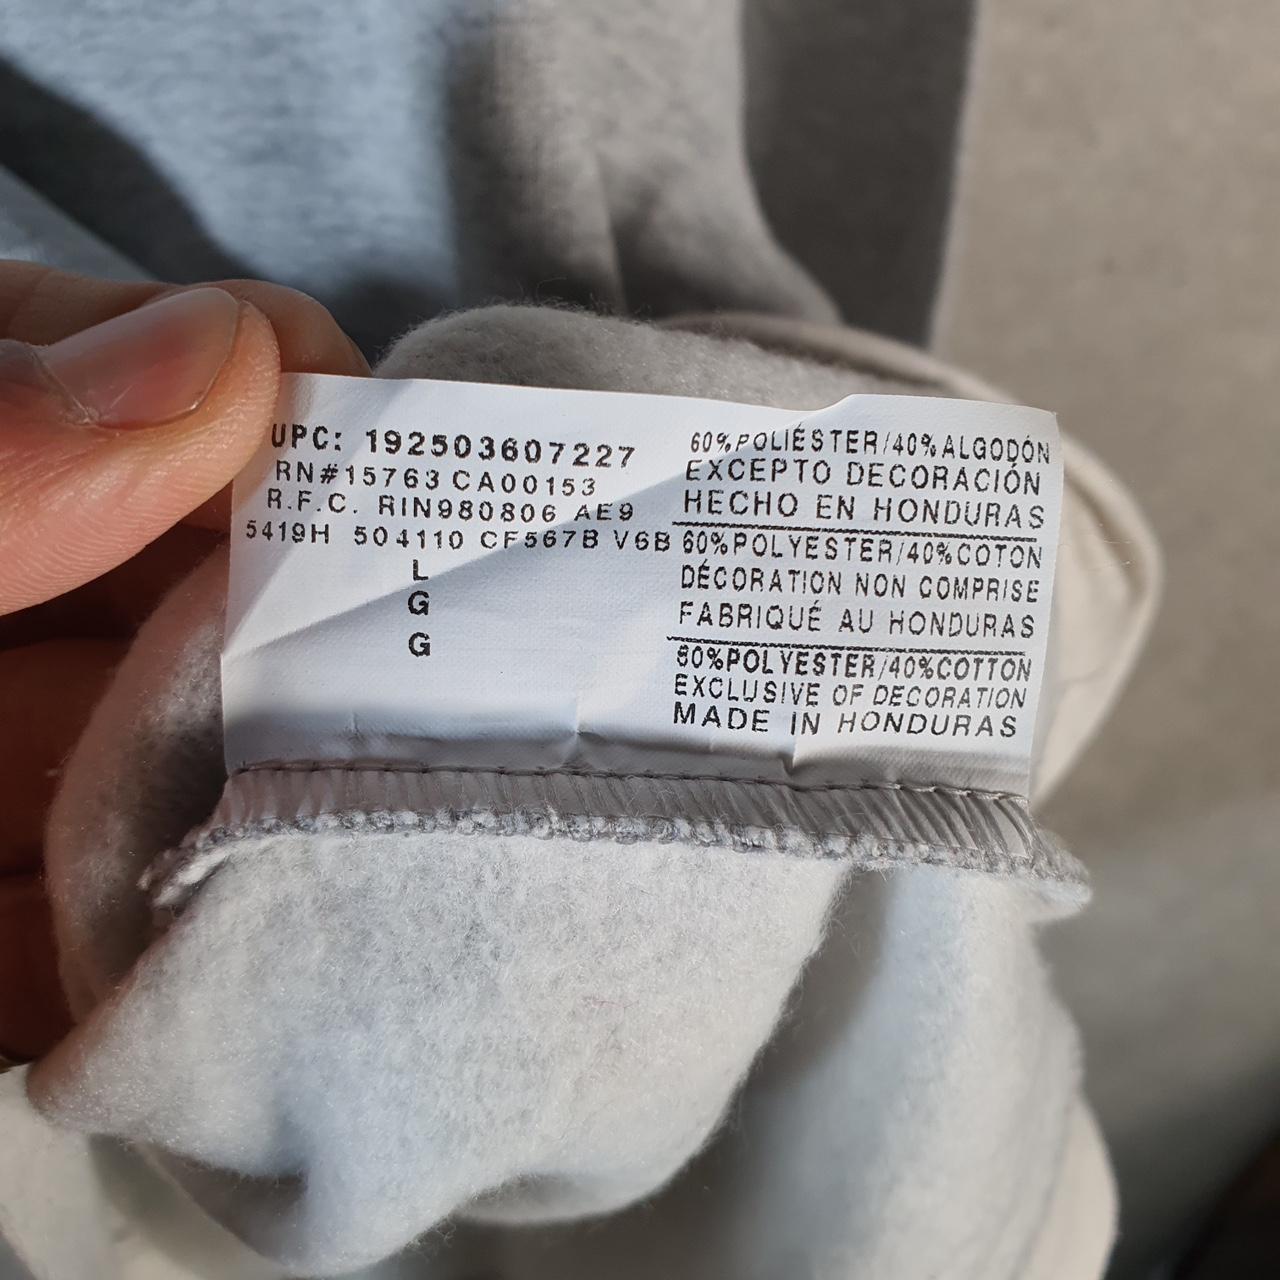 UPC: 192503607227
RN#15763 CA00153
R.F.C. RIN980806 AE9
5419H 504110 CF567B V6B
L
G
G
60%POLIÉSTER/40%ALGODÓN
EXCEPTO DECORACIÓN
HECHO EN HONDURAS
60%POLYESTER/40%COTON
DÉCORATION NON COMPRISE
FABRIQUÉ AU HONDURAS
60%POLYESTER/40%COTTON
EXCLUSIVE OF DECORATION
MADE IN HONDURAS